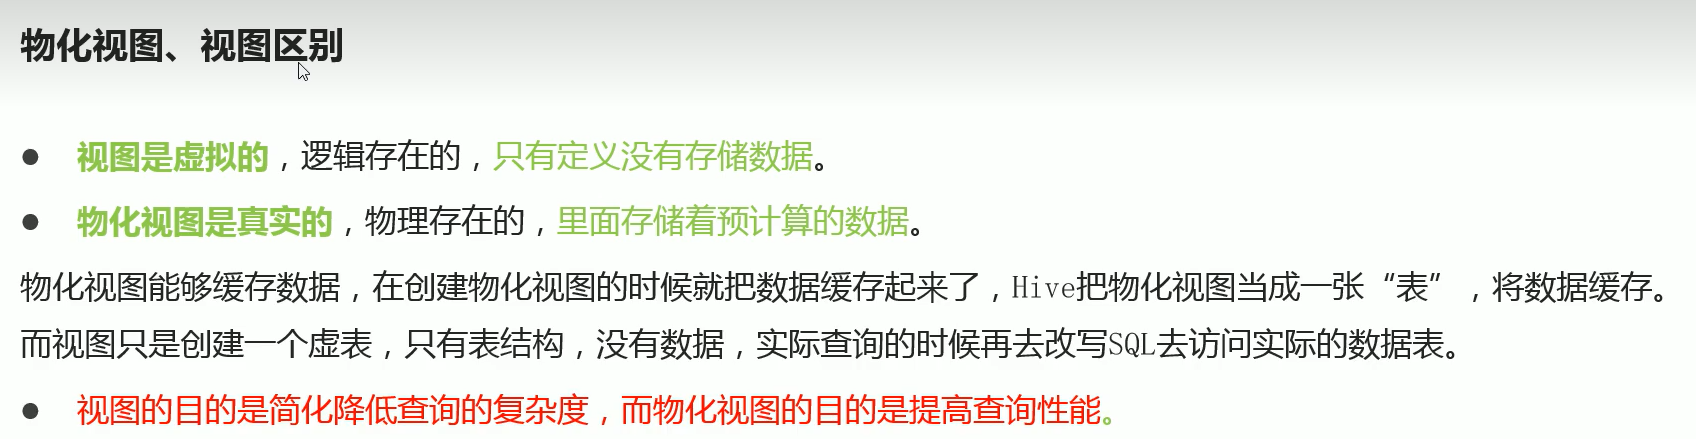 物化视图、视图区别
● 视图是虚拟的，逻辑存在的，只有定义没有存储数据。
● 物化视图是真实的，物理存在的，里面存储着预计算的数据。
物化视图能够缓存数据，在创建物化视图的时候就把数据缓存起来了，Hive把物化视图当成一张“表”，将数据缓存。
而视图只是创建一个虚表，只有表结构，没有数据，实际查询的时候再去改写SQL去访问实际的数据表。
● 视图的目的是简化降低查询的复杂度，而物化视图的目的是提高查询性能。